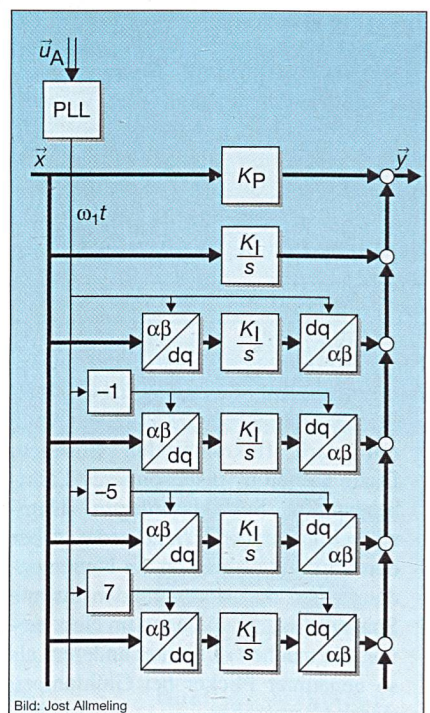 u⃗A
PLL
x⃗ KP y⃗
ω1t
KI/s
αβ/dq KI/s dq/αβ
–1
αβ/dq KI/s dq/αβ
–5
αβ/dq KI/s dq/αβ
7
αβ/dq KI/s dq/αβ
Bild: Jost Allmeling